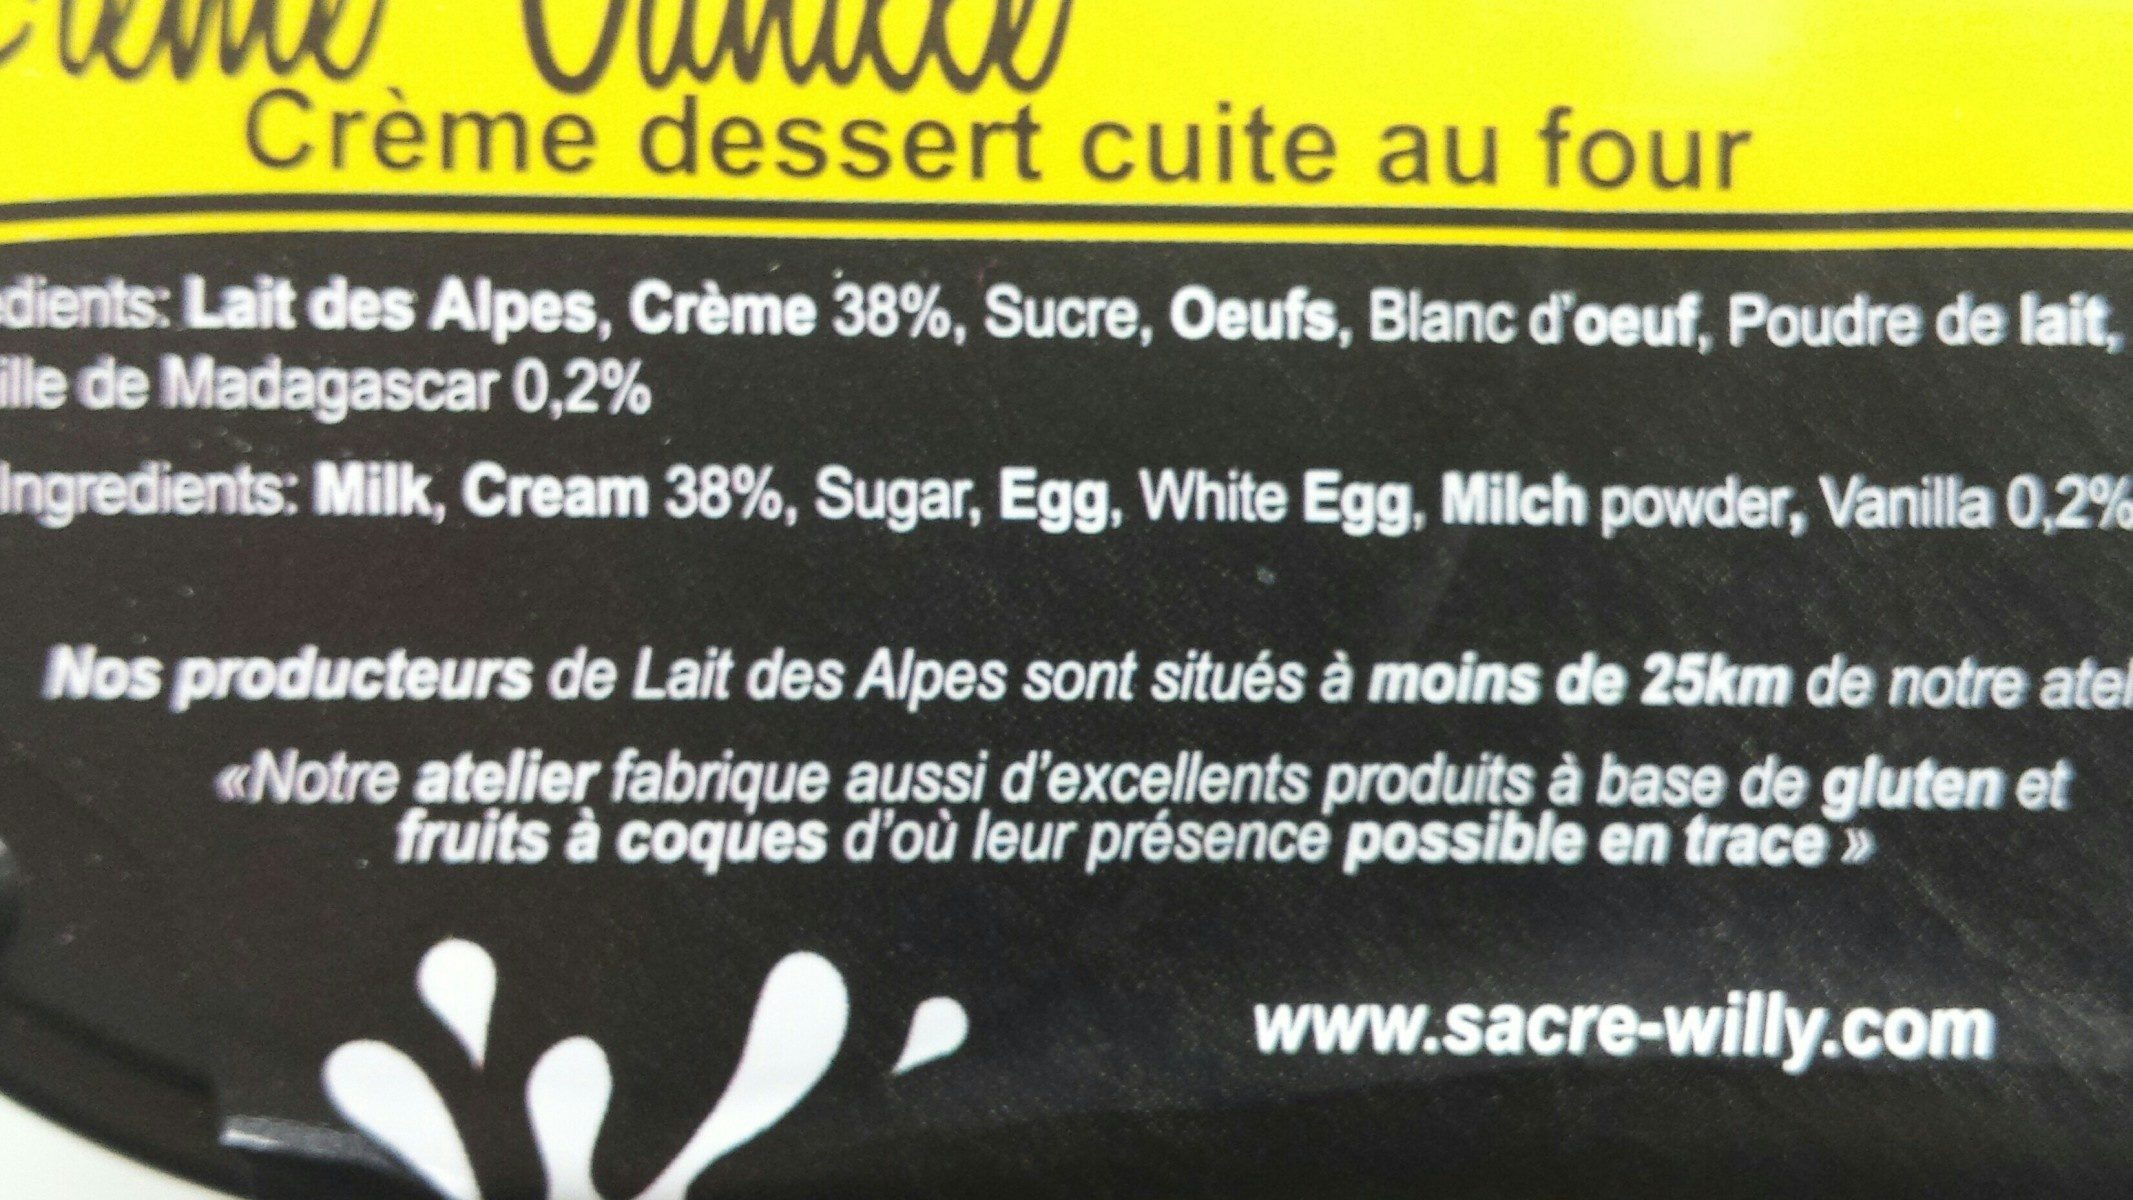 Crème Vanille
Crème dessert cuite au four
dients: Lait des Alpes, Crème 38%, Sucre, Oeufs, Blanc d'oeuf, Poudre de lait,
ille de Madagascar 0,2%
Ingredients: Milk, Cream 38%, Sugar, Egg, White Egg, Milch powder, Vanilla 0,2%
Nos producteurs de Lait des Alpes sont situés à moins de 25km de notre atel
«Notre atelier fabrique aussi d'excellents produits à base de gluten et
fruits à coques d'où leur présence possible en trace »
www.sacre-willy.com